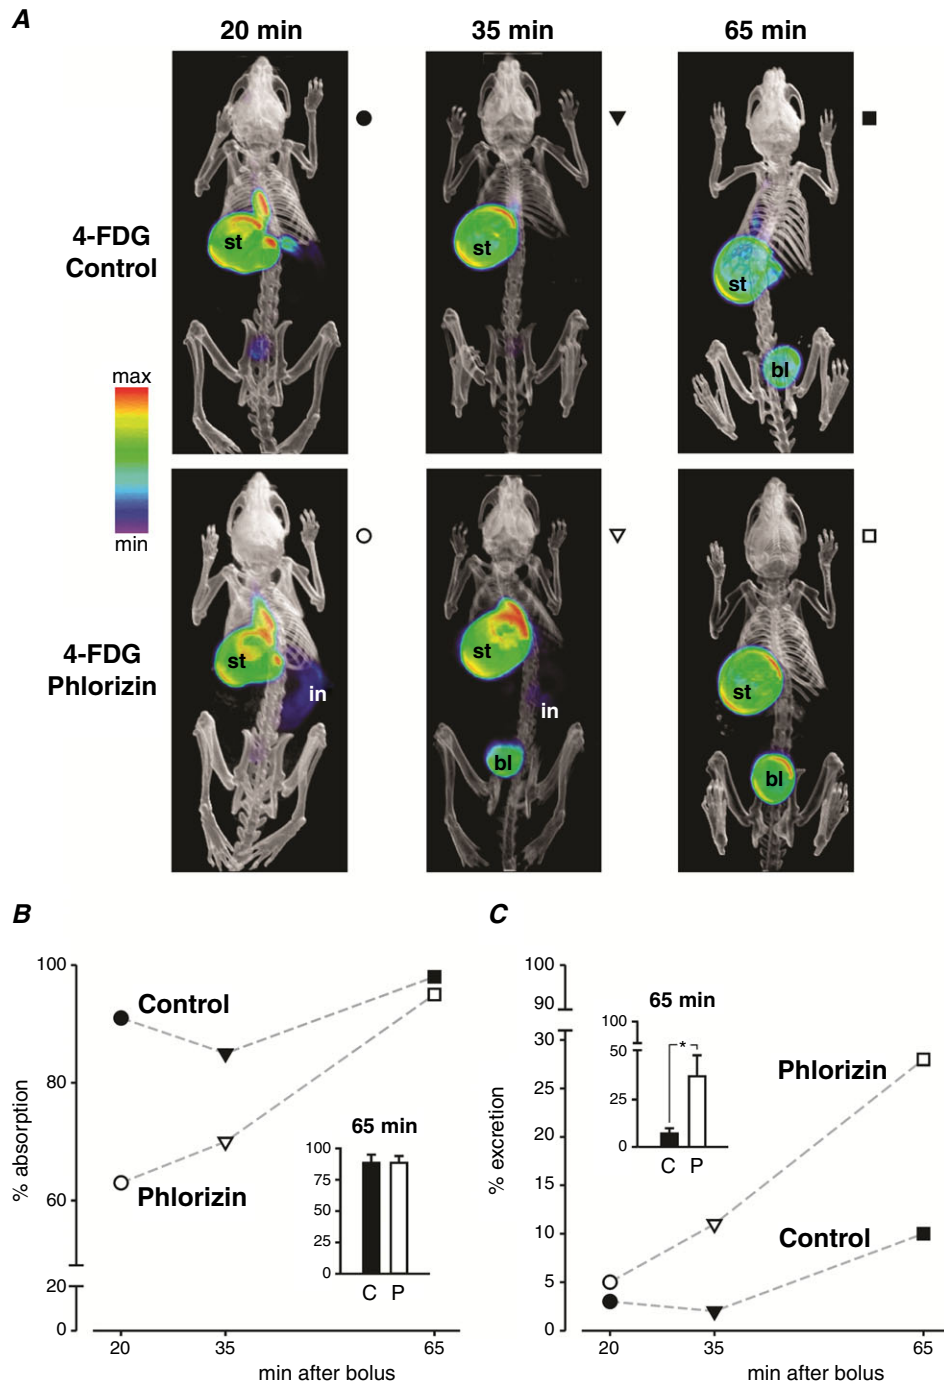 A
20 min
35 min
65 min
4-FDG
Control
st
st
st
bl
max
min
4-FDG
Phlorizin
st
in
st
in
bl
st
bl
B
100
80
60
20
0
% absorption
Control
Phlorizin
65 min
100
75
50
25
0
C P
20 35 65
min after bolus
C
100
90
30
25
20
15
10
5
0
% excretion
65 min
100
50
25
0
*
C P
Phlorizin
Control
20 35 65
min after bolus